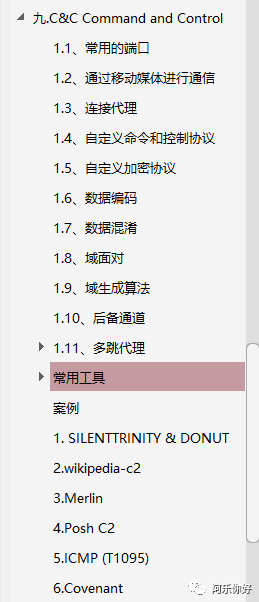 九.C&C Command and Control
1.1、常用的端口
1.2、通过移动媒体进行通信
1.3、连接代理
1.4、自定义命令和控制协议
1.5、自定义加密协议
1.6、数据编码
1.7、数据混淆
1.8、域面对
1.9、域生成算法
1.10、后备通道
1.11、多跳代理
常用工具
案例
1. SILENTTRINITY & DONUT
2.wikipedia-c2
3.Merlin
4.Posh C2
5.ICMP (T1095)
6.Covenant
阿乐你好